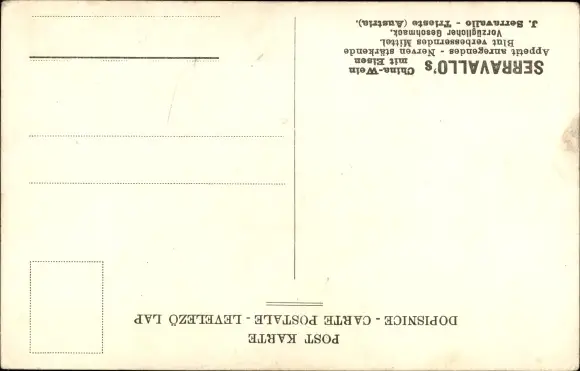 POST KARTE
DOPISNICE - CARTE POSTALE - LEVELEZŐ LAP
SERRAVALLO's China-Wein
mit Eisen
Appetit anregendes - Nerven stärkende
Blut verbesserndes Mittel.
Vorzüglicher Geschmack.
J. Serravallo - Trieste (Austria).